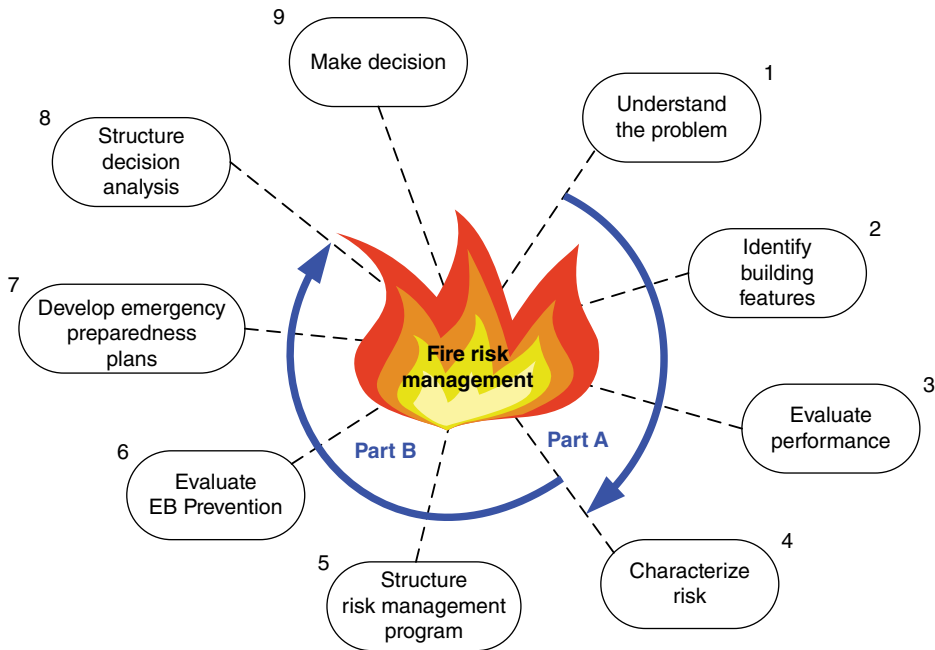 9
Make decision
1
Understand
the problem
8
Structure
decision
analysis
2
Identify
building
features
7
Develop emergency
preparedness
plans
Fire risk
management
3
Evaluate
performance
Part B
Part A
6
Evaluate
EB Prevention
5
Structure
risk management
program
4
Characterize
risk